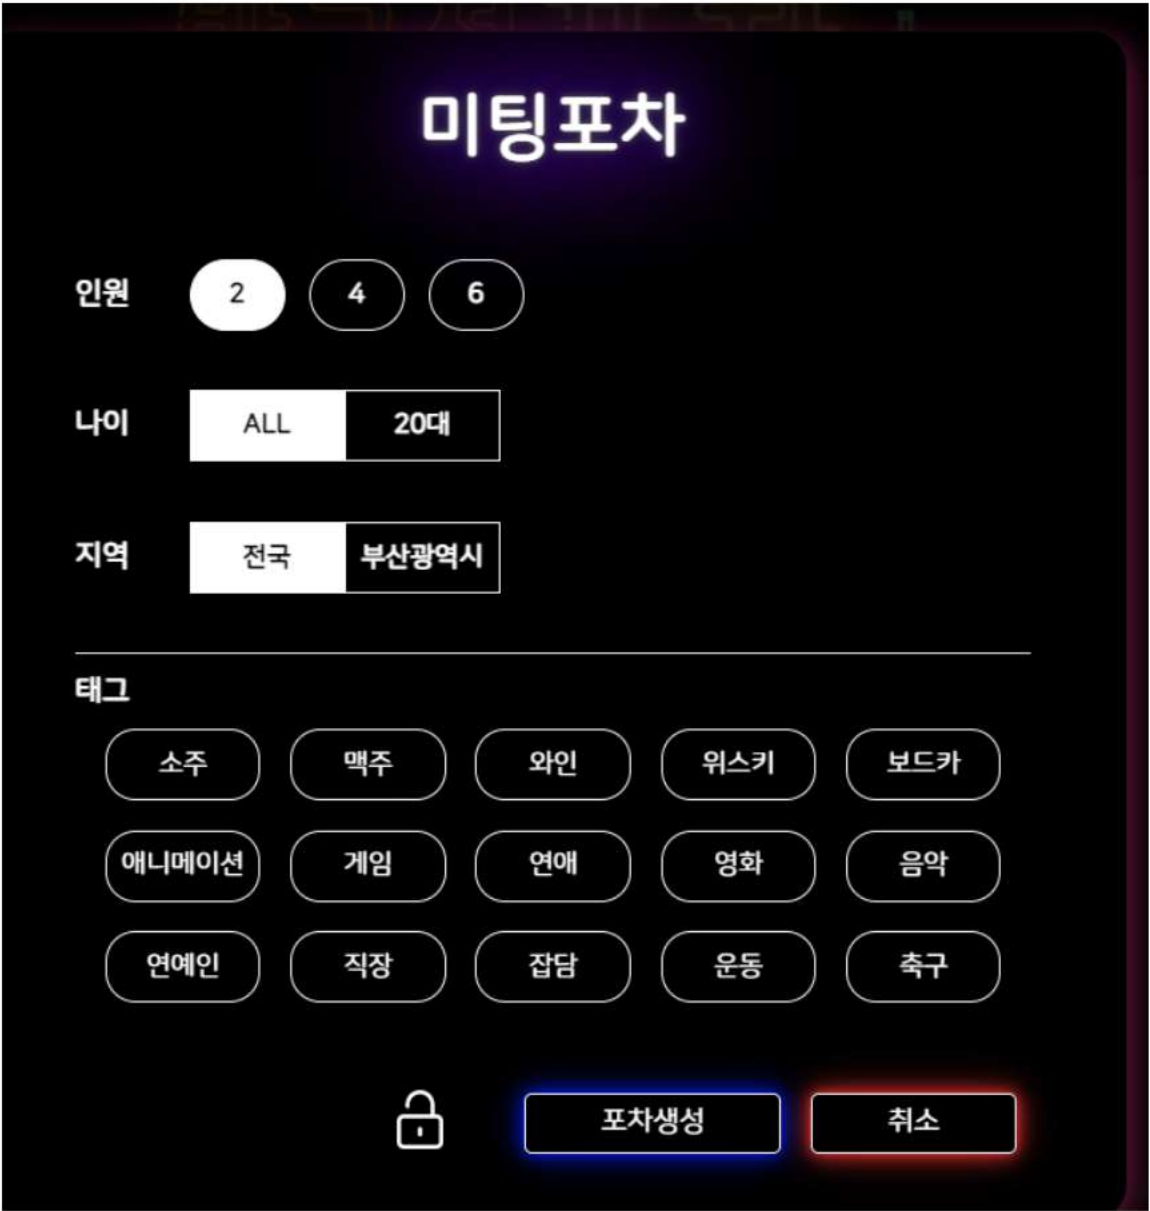 미팅포차
인원 2 4 6
나이 ALL 20대
지역 전국 부산광역시
태그
소주 맥주 와인 위스키 보드카
애니메이션 게임 연애 영화 음악
연예인 직장 잡담 운동 축구
포차생성 취소